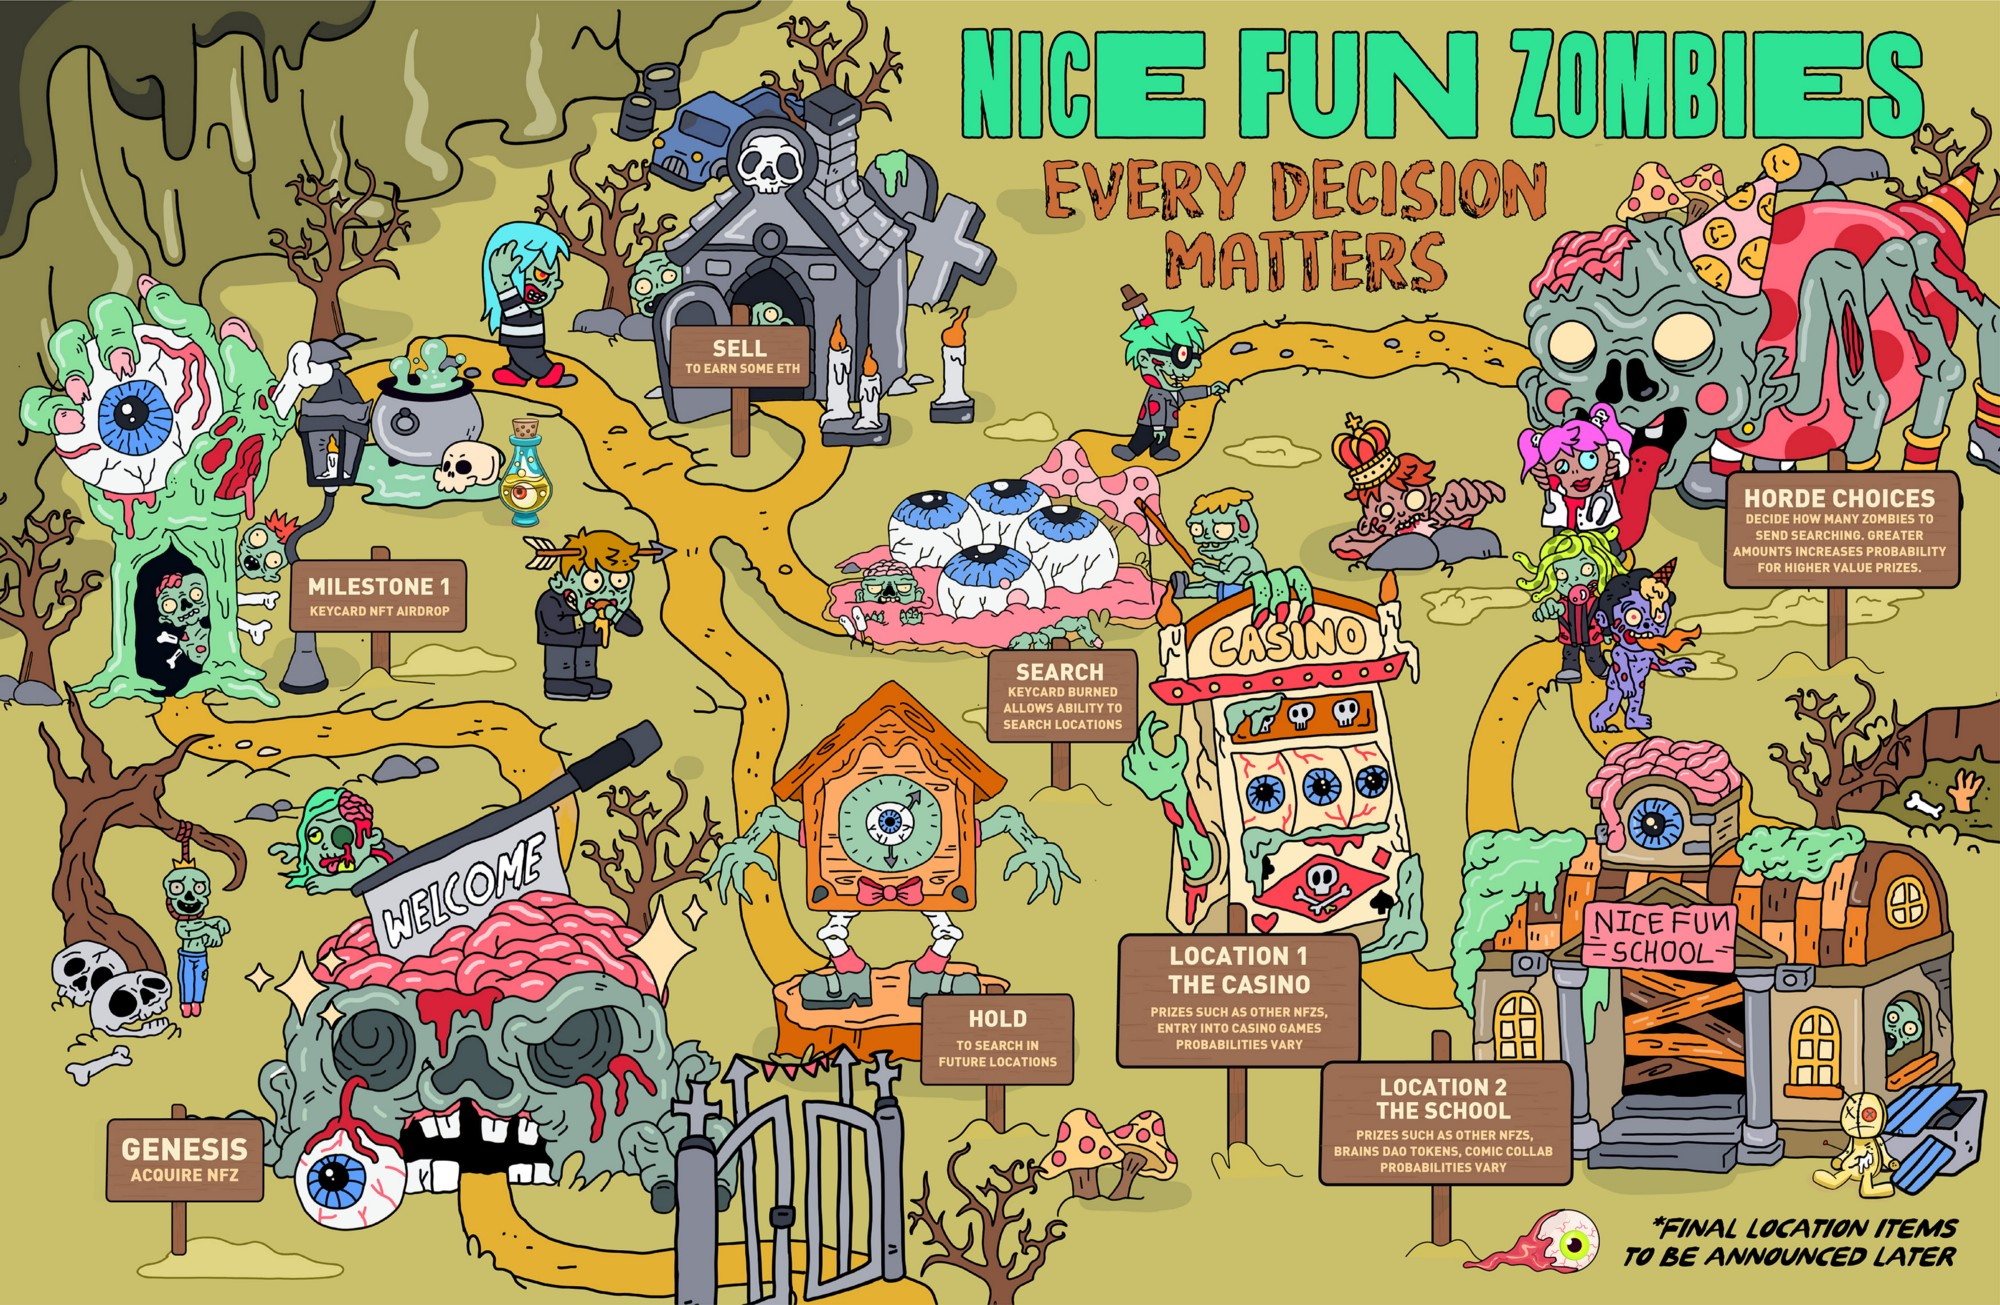 NICE FUN ZOMBIES
EVERY DECISION
MATTERS
SELL
TO EARN SOME ETH
HORDE CHOICES
DECIDE HOW MANY ZOMBIES TO
SEND SEARCHING. GREATER
AMOUNTS INCREASES PROBABILITY
FOR HIGHER VALUE PRIZES.
MILESTONE 1
KEYCARD NFT AIRDROP
CASINO
SEARCH
KEYCARD BURNED
ALLOWS ABILITY TO
SEARCH LOCATIONS
WELCOME
NICE FUN
SCHOOL
LOCATION 1
THE CASINO
PRIZES SUCH AS OTHER NFZS,
ENTRY INTO CASINO GAMES
PROBABILITIES VARY
HOLD
TO SEARCH IN
FUTURE LOCATIONS
LOCATION 2
THE SCHOOL
PRIZES SUCH AS OTHER NFZS,
BRAINS DAO TOKENS, COMIC COLLAB
PROBABILITIES VARY
GENESIS
ACQUIRE NFZ
*FINAL LOCATION ITEMS
TO BE ANNOUNCED LATER